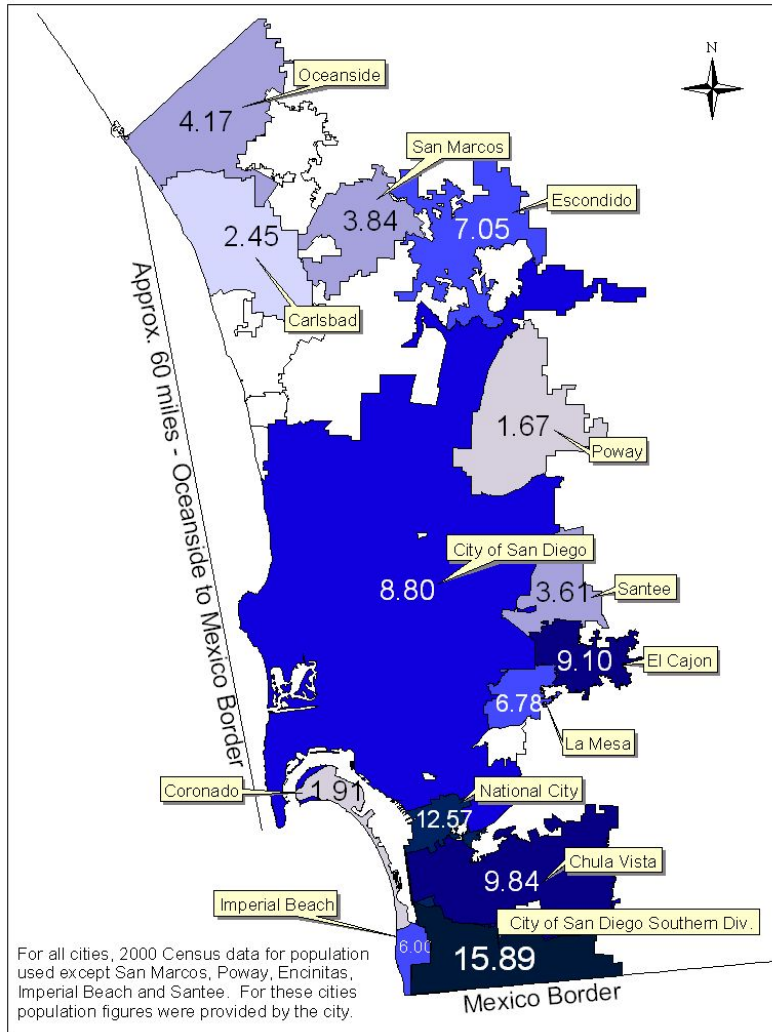 N
Oceanside
4.17
San Marcos
3.84
Escondido
7.05
2.45
Carlsbad
Approx. 60 miles - Oceanside to Mexico Border
1.67
Poway
City of San Diego
8.80
3.61
Santee
9.10
El Cajon
6.78
La Mesa
Coronado
1.91
National City
12.57
Chula Vista
9.84
Imperial Beach
6.00
City of San Diego Southern Div.
15.89
Mexico Border
For all cities, 2000 Census data for population
used except San Marcos, Poway, Encinitas,
Imperial Beach and Santee. For these cities
population figures were provided by the city.